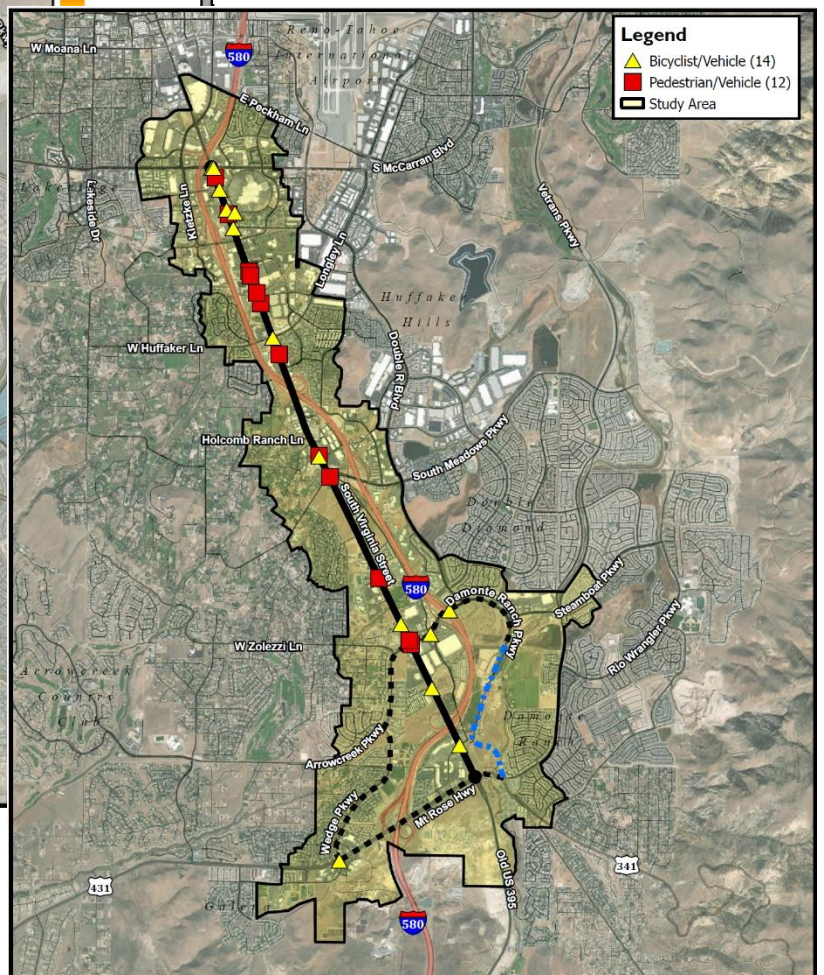 Legend
Bicyclist/Vehicle (14)
Pedestrian/Vehicle (12)
Study Area
W Moana Ln
580
Reno-Tahoe
International
Airport
E Peckham Ln
S McCarran Blvd
Lakeridge
Lakeside Dr
Kietzke Ln
Longley Ln
Vetrans Pkwy
Huffaker
Hills
W Huffaker Ln
Double R Blvd
Holcomb Ranch Ln
South Meadows Pkwy
South Virginia Street
Double
Diamond
580
Damonte Ranch Pkwy
Steamboat Pkwy
Rio Wrangler Pkwy
W Zolezzi Ln
Arrowcreek
Country
Club
Damonte
Ranch
Arrowcreek Pkwy
Wedge Pkwy
Mt Rose Hwy
Old US 395
341
431
Galena
580